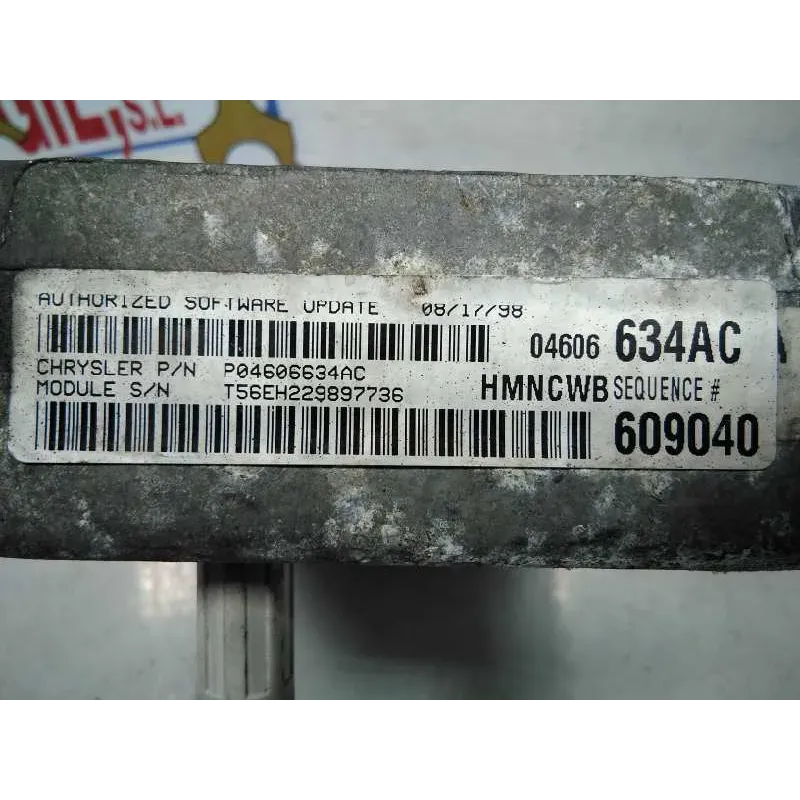 S.L.
AUTHORIZED SOFTWARE UPDATE 08/17/98
04606 634AC
CHRYSLER P/N P04606634AC
MODULE S/N T56EH229897736
HMNCWB SEQUENCE #
609040